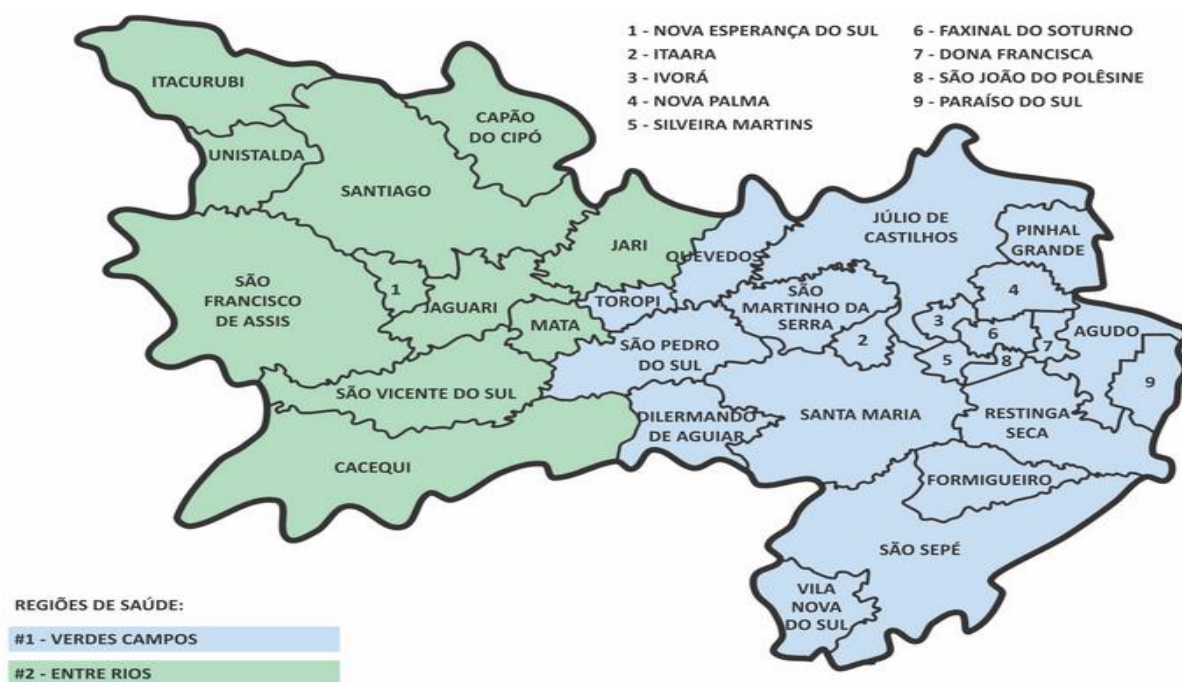 1 - NOVA ESPERANÇA DO SUL
2 - ITAARA
3 - IVORÁ
4 - NOVA PALMA
5 - SILVEIRA MARTINS
6 - FAXINAL DO SOTURNO
7 - DONA FRANCISCA
8 - SÃO JOÃO DO POLÊSINE
9 - PARAÍSO DO SUL
ITACURUBI
CAPÃO
DO CIPÓ
UNISTALDA
SANTIAGO
JÚLIO DE
CASTILHOS
PINHAL
GRANDE
JARI
QUEVEDOS
SÃO
FRANCISCO
DE ASSIS
1
JAGUARI
TOROPI
SÃO
MARTINHO DA
SERRA
4
3
6
AGUDO
MATA
SÃO PEDRO
DO SUL
2
5
8
7
9
SÃO VICENTE DO SUL
DILERMANDO
DE AGUIAR
SANTA MARIA
RESTINGA
SECA
CACEQUI
FORMIGUEIRO
SÃO SEPÉ
VILA
NOVA
DO SUL
REGIÕES DE SAÚDE:
#1 - VERDES CAMPOS
#2 - ENTRE RIOS